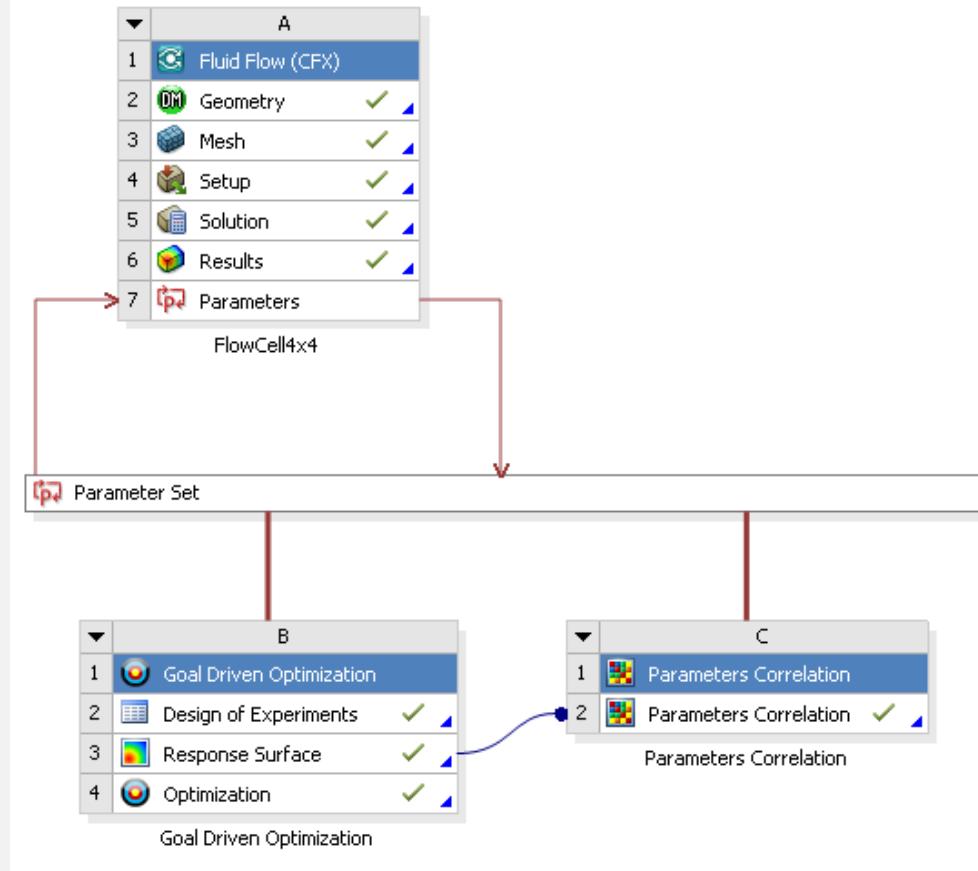 A
1 Fluid Flow (CFX)
2 DM Geometry
3 Mesh
4 Setup
5 Solution
6 Results
7 p Parameters
FlowCell4x4
p Parameter Set
B
1 Goal Driven Optimization
2 Design of Experiments
3 Response Surface
4 Optimization
Goal Driven Optimization
C
1 Parameters Correlation
2 Parameters Correlation
Parameters Correlation